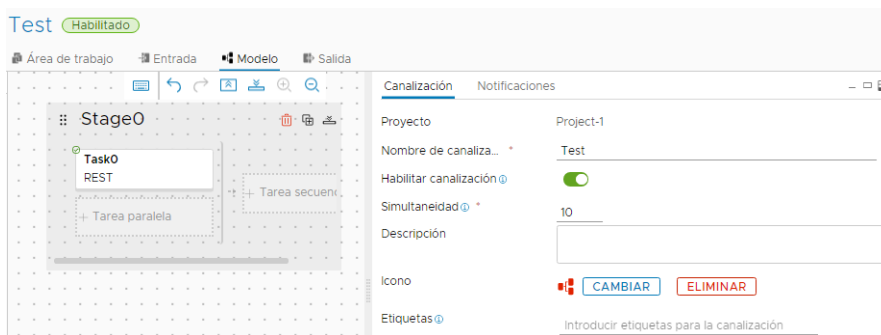 Test Habilitado
Área de trabajo Entrada Modelo Salida
Canalización Notificaciones
Stage0
Task0
REST
+ Tarea secuenc
+ Tarea paralela
Proyecto Project-1
Nombre de canaliza... * Test
Habilitar canalización
Simultaneidad * 10
Descripción
Icono CAMBIAR ELIMINAR
Etiquetas Introducir etiquetas para la canalización